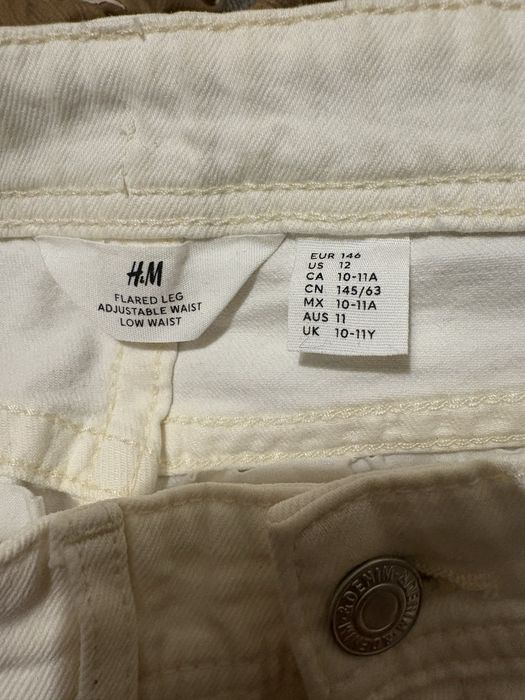 H&M
FLARED LEG
ADJUSTABLE WAIST
LOW WAIST
EUR 146
US 12
CA 10-11A
CN 145/63
MX 10-11A
AUS 11
UK 10-11Y
&DENIM